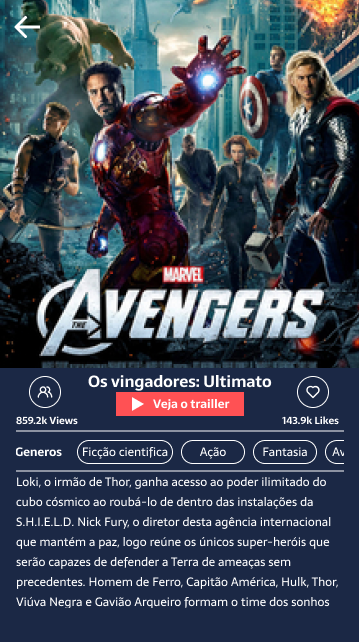 MARVEL
THE AVENGERS
Os vingadores: Ultimato
Veja o trailler
859.2k Views
143.9k Likes
Generos
Ficção cientifica
Ação
Fantasia
Av
Loki, o irmão de Thor, ganha acesso ao poder ilimitado do
cubo cósmico ao roubá-lo de dentro das instalações da
S.H.I.E.L.D. Nick Fury, o diretor desta agência internacional
que mantém a paz, logo reúne os únicos super-heróis que
serão capazes de defender a Terra de ameaças sem
precedentes. Homem de Ferro, Capitão América, Hulk, Thor,
Viúva Negra e Gavião Arqueiro formam o time dos sonhos